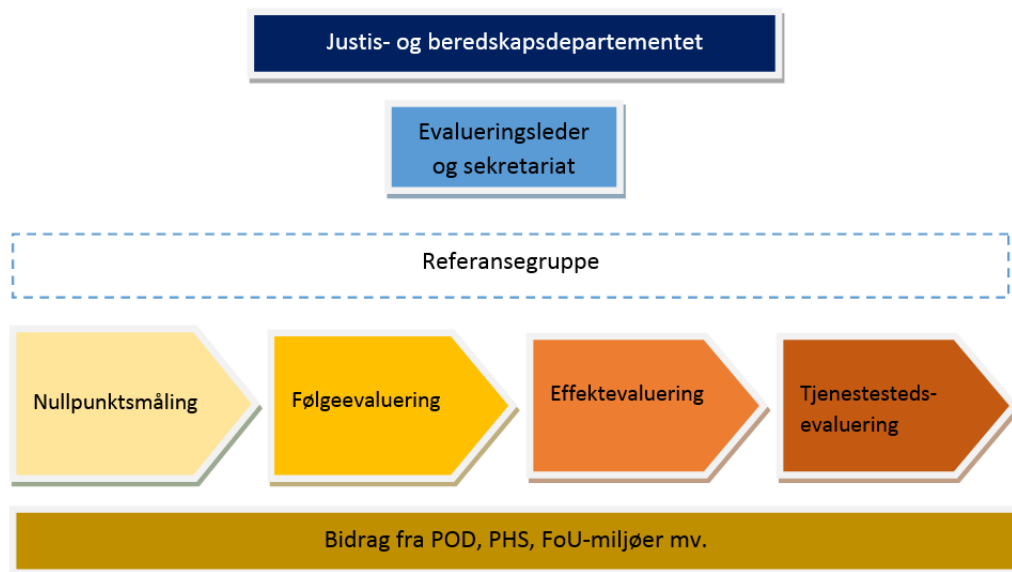 Justis- og beredskapsdepartementet
Evalueringsleder
og sekretariat
Referansegruppe
Nullpunktsmåling
Følgeevaluering
Effektevaluering
Tjenestesteds-
evaluering
Bidrag fra POD, PHS, FoU-miljøer mv.